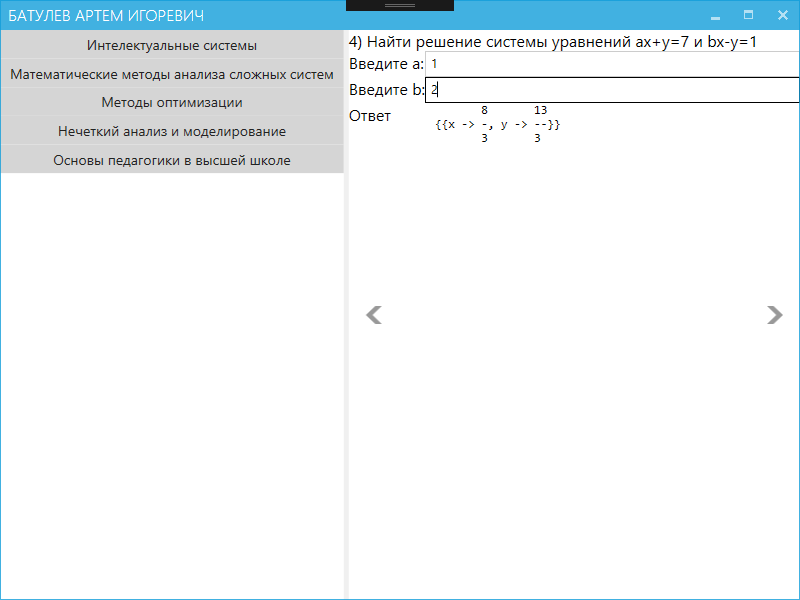 БАТУЛЕВ АРТЕМ ИГОРЕВИЧ
Интелектуальные системы
Математические методы анализа сложных систем
Методы оптимизации
Нечеткий анализ и моделирование
Основы педагогики в высшей школе
4) Найти решение системы уравнений ax+y=7 и bx-y=1
Введите a: 1
Введите b: 2
Ответ
8 13
{{x -> -, y -> --}}
3 3